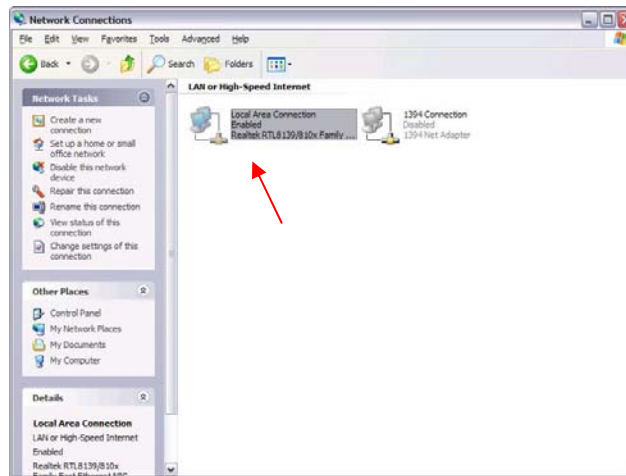 Network Connections
File Edit View Favorites Tools Advanced Help
Back Search Folders
Network Tasks
Create a new
connection
Set up a home or small
office network
Disable this network
device
Repair this connection
Rename this connection
View status of this
connection
Change settings of this
connection
Other Places
Control Panel
My Network Places
My Documents
My Computer
Details
Local Area Connection
LAN or High-Speed Internet
Enabled
Realtek RTL8139/810x
Family Fast Ethernet NIC
LAN or High-Speed Internet
Local Area Connection
Enabled
Realtek RTL8139/810x Family ...
1394 Connection
Disabled
1394 Net Adapter